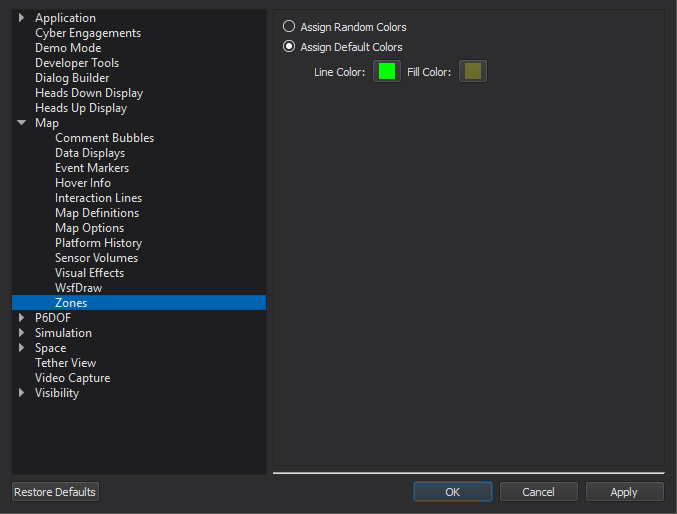 Application
Cyber Engagements
Demo Mode
Developer Tools
Dialog Builder
Heads Down Display
Heads Up Display
Map
Comment Bubbles
Data Displays
Event Markers
Hover Info
Interaction Lines
Map Definitions
Map Options
Platform History
Sensor Volumes
Visual Effects
WsfDraw
Zones
P6DOF
Simulation
Space
Tether View
Video Capture
Visibility
Assign Random Colors
Assign Default Colors
Line Color: Fill Color:
Restore Defaults OK Cancel Apply